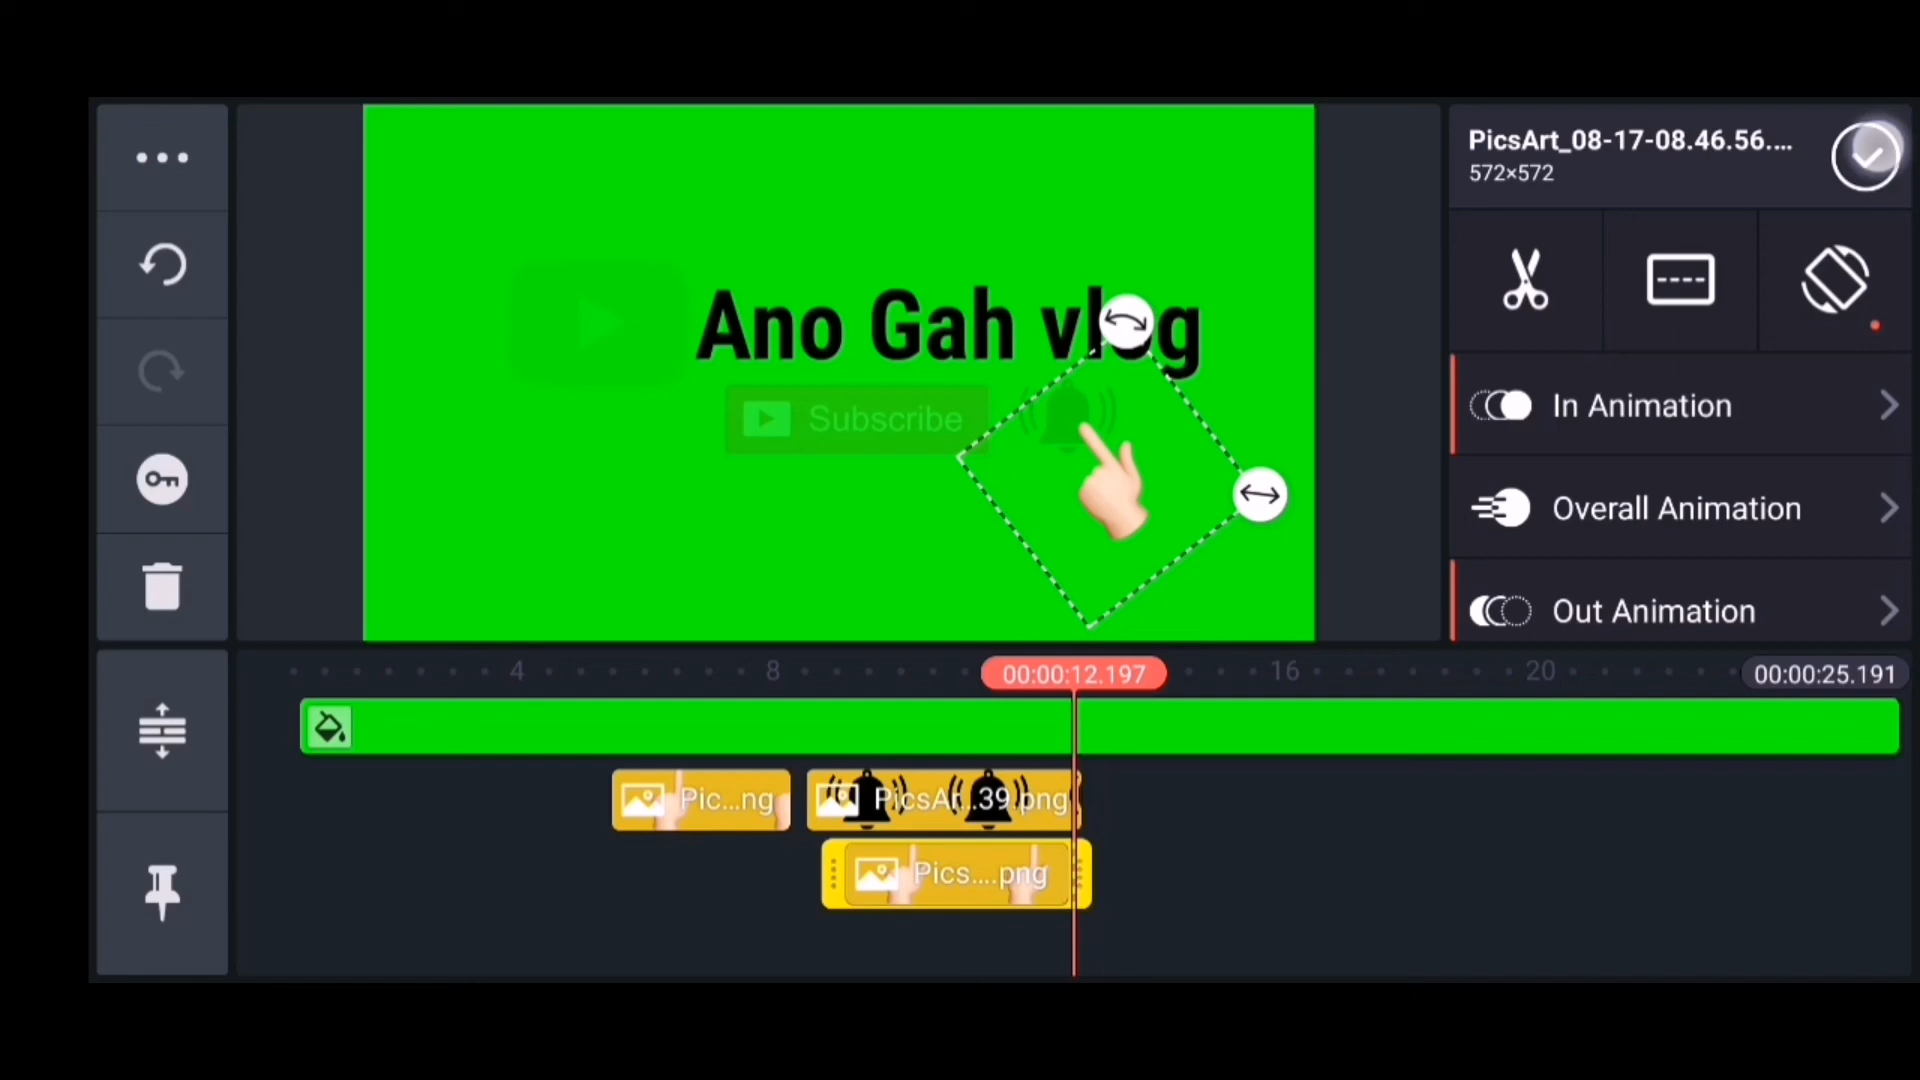 PicsArt_08-17-08.46.56....
572×572
Ano Gah vlog
Subscribe
In Animation
Overall Animation
Out Animation
4
8
00:00:12.197
16
20
00:00:25.191
Pic...ng
PicsAr...39.png
Pics....png